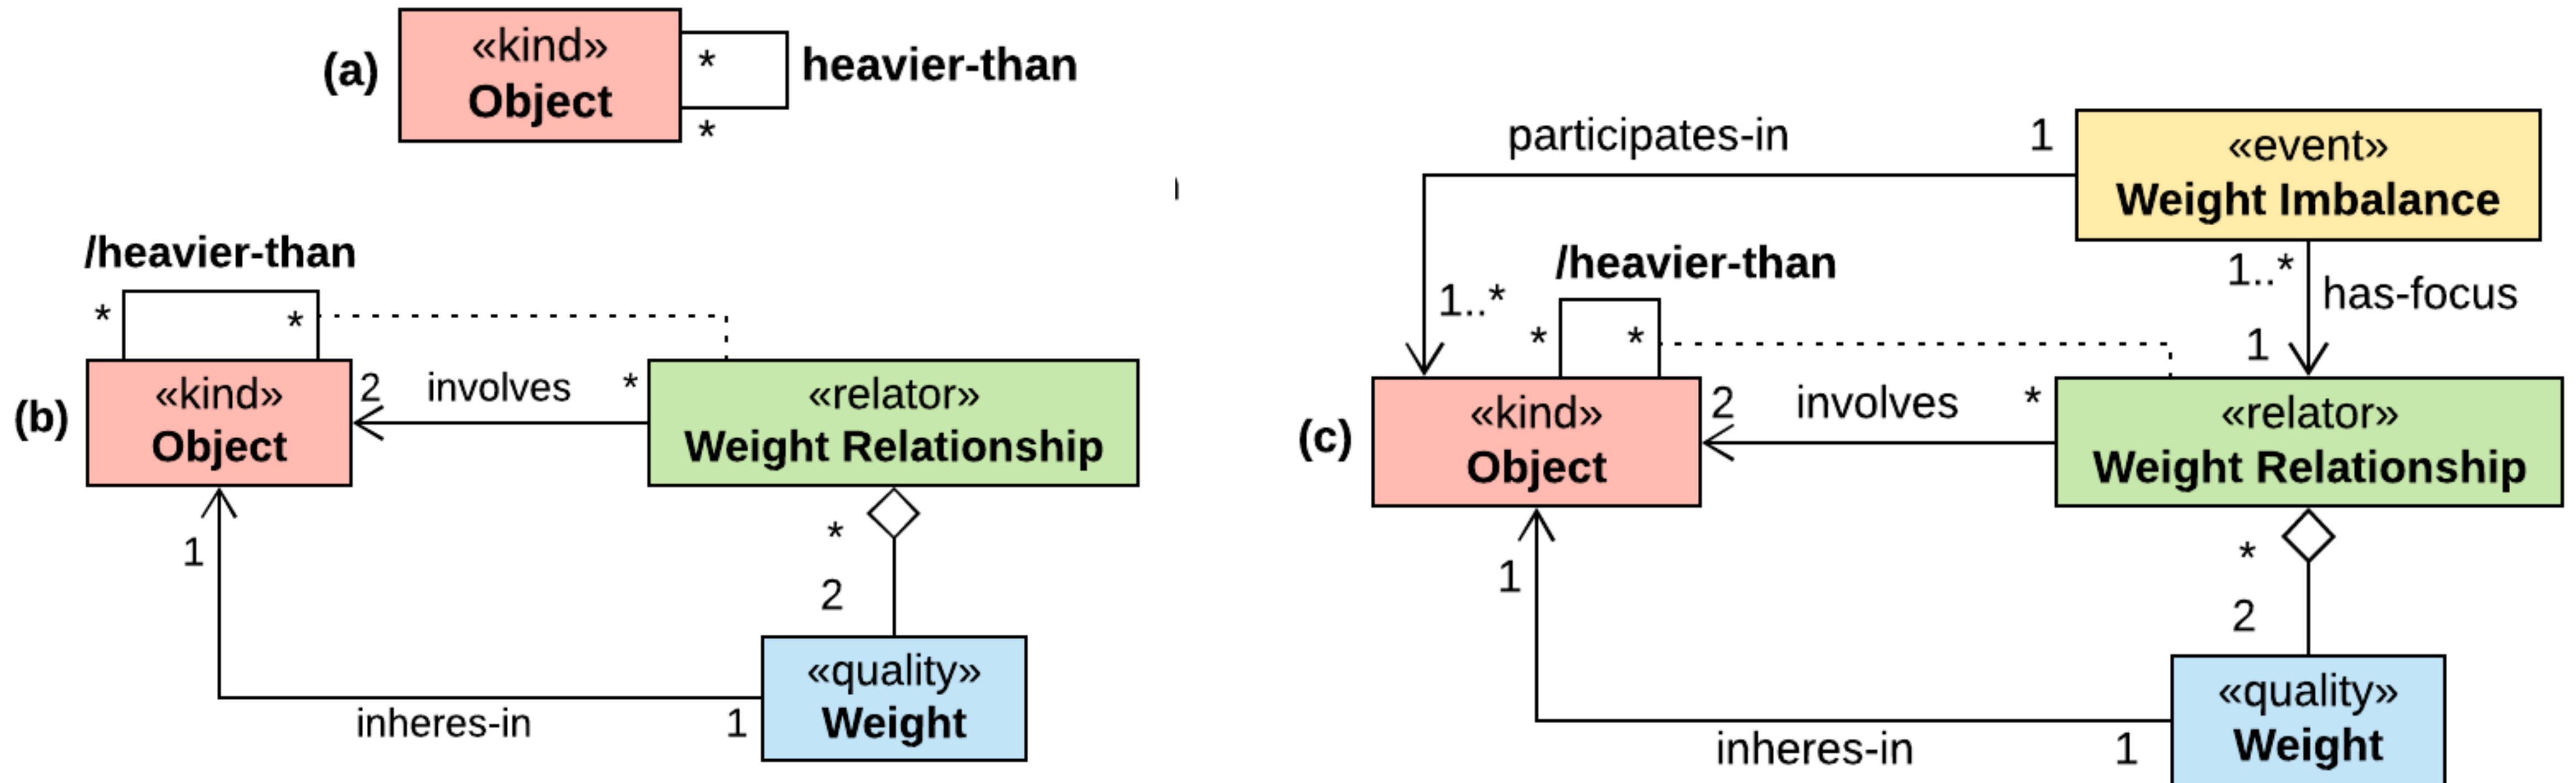 (a)
«kind»
Object
*
*
heavier-than
(b)
/heavier-than
*
*
«kind»
Object
2
involves
*
«relator»
Weight Relationship
*
2
1
inheres-in
1
«quality»
Weight
(c)
participates-in
1
«event»
Weight Imbalance
1..*
has-focus
1
/heavier-than
1..*
*
*
«kind»
Object
2
involves
*
«relator»
Weight Relationship
*
2
1
inheres-in
1
«quality»
Weight